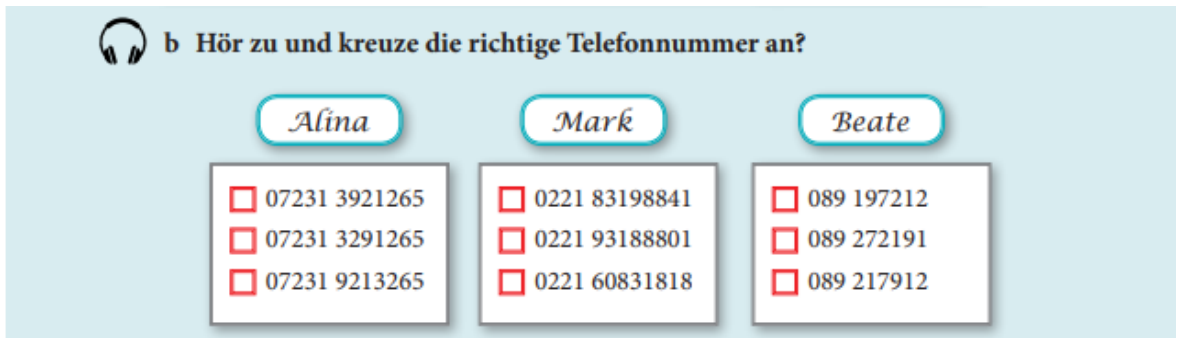 b Hör zu und kreuze die richtige Telefonnummer an?
Alina
07231 3921265
07231 3291265
07231 9213265
Mark
0221 83198841
0221 93188801
0221 60831818
Beate
089 197212
089 272191
089 217912